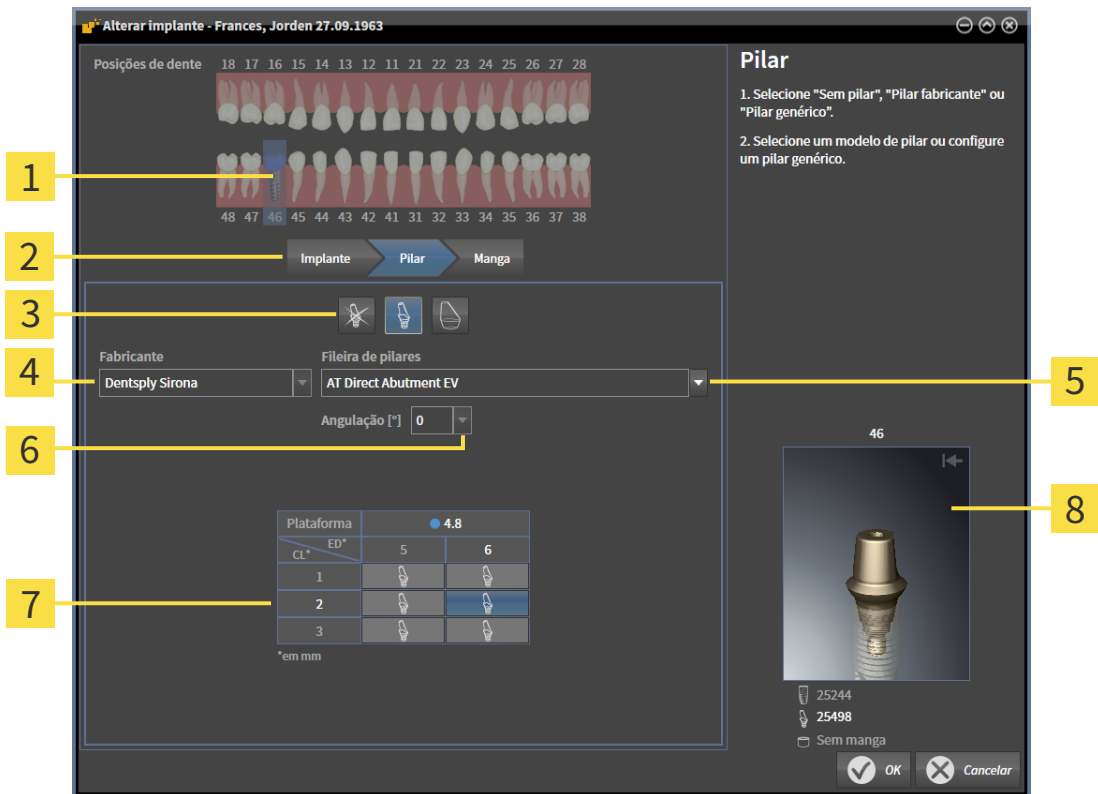 Alterar implante - Frances, Jorden 27.09.1963
Posições de dente 18 17 16 15 14 13 12 11 21 22 23 24 25 26 27 28
48 47 46 45 44 43 42 41 31 32 33 34 35 36 37 38
Implante Pilar Manga
Fabricante Fileira de pilares
Dentsply Sirona AT Direct Abutment EV
Angulação [°] 0
Plataforma 4.8
CL* ED* 5 6
1
2
3
*em mm
Pilar
1. Selecione "Sem pilar", "Pilar fabricante" ou
"Pilar genérico”.
2. Selecione um modelo de pilar ou configure
um pilar genérico.
46
25244
25498
Sem manga
OK Cancelar
1
2
3
4
5
6
7
8